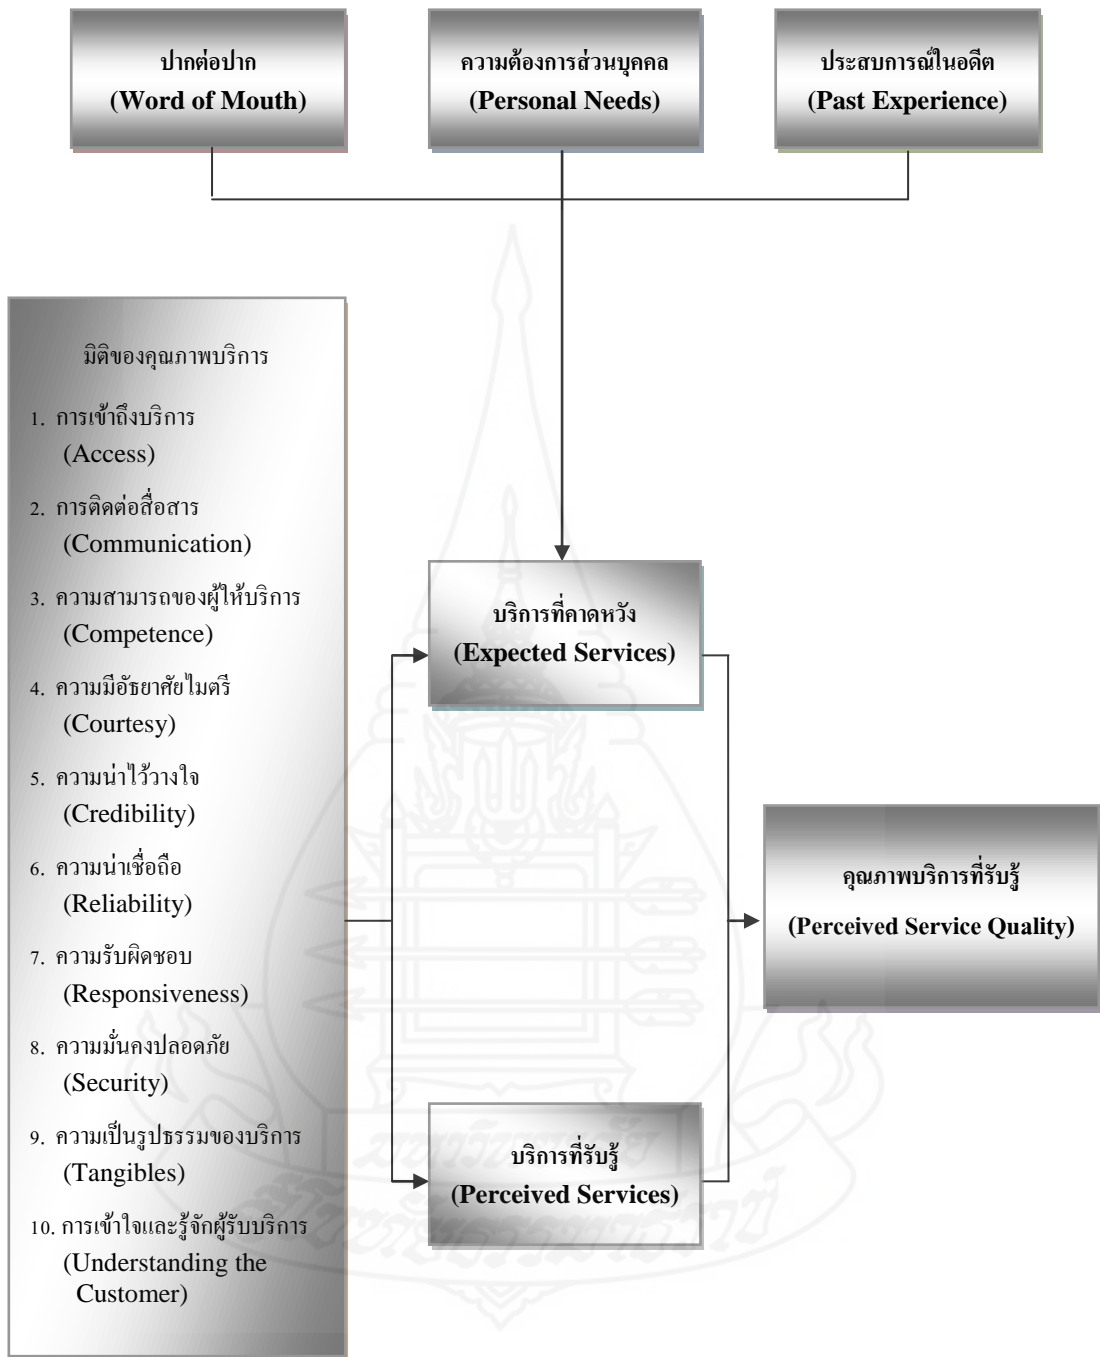 ปากต่อปาก
(Word of Mouth)
ความต้องการส่วนบุคคล
(Personal Needs)
ประสบการณ์ในอดีต
(Past Experience)
มิติของคุณภาพบริการ
1. การเข้าถึงบริการ
(Access)
2. การติดต่อสื่อสาร
(Communication)
3. ความสามารถของผู้ให้บริการ
(Competence)
4. ความมีอัธยาศัยไมตรี
(Courtesy)
5. ความน่าไว้วางใจ
(Credibility)
6. ความน่าเชื่อถือ
(Reliability)
7. ความรับผิดชอบ
(Responsiveness)
8. ความมั่นคงปลอดภัย
(Security)
9. ความเป็นรูปธรรมของบริการ
(Tangibles)
10. การเข้าใจและรู้จักผู้รับบริการ
(Understanding the
Customer)
บริการที่คาดหวัง
(Expected Services)
บริการที่รับรู้
(Perceived Services)
คุณภาพบริการที่รับรู้
(Perceived Service Quality)